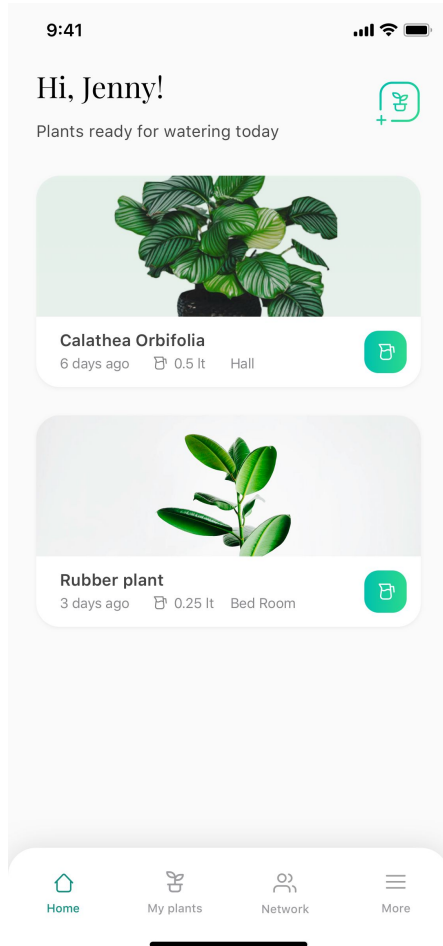 9:41
Hi, Jenny!
Plants ready for watering today
Calathea Orbifolia
6 days ago 0.5 lt Hall
Rubber plant
3 days ago 0.25 lt Bed Room
Home My plants Network More